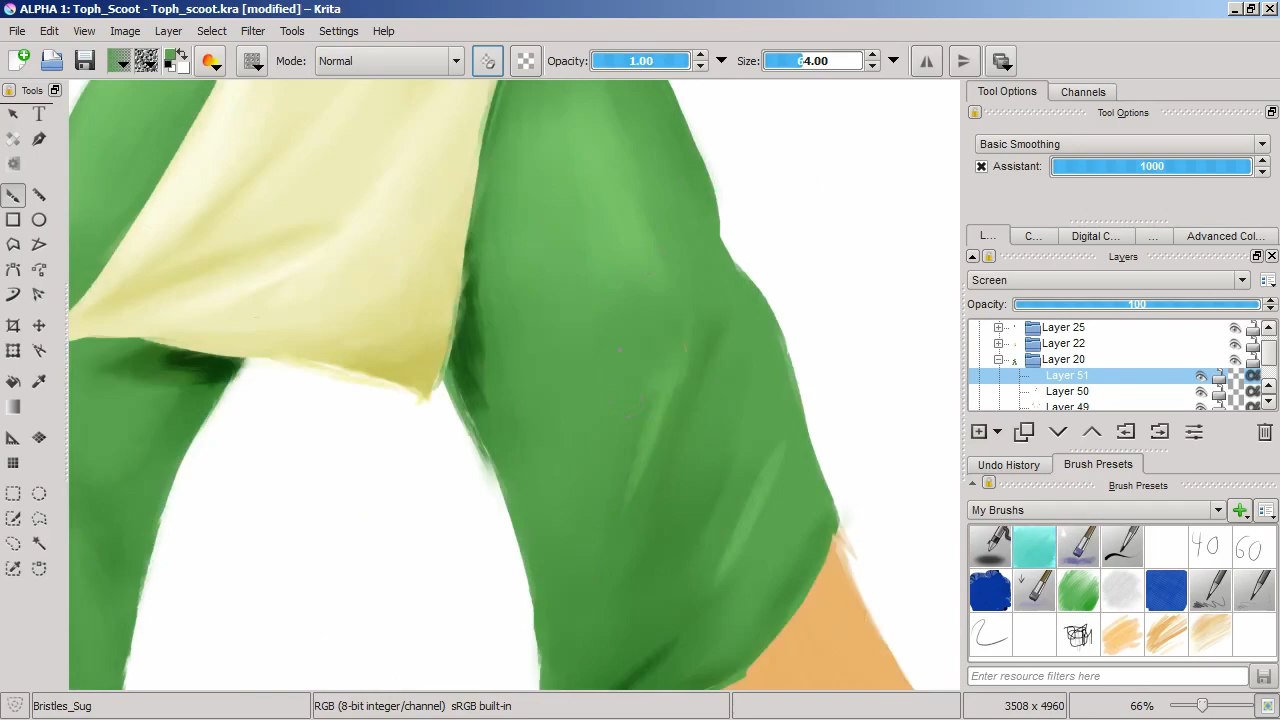 ALPHA 1: Toph_Scoot - Toph_scoot.kra [modified] – Krita
File Edit View Image Layer Select Filter Tools Settings Help
Mode: Normal Opacity: 1.00 Size: 64.00
Tools
Tool Options Channels
Tool Options
Basic Smoothing
Assistant: 1000
L... C... Digital C... ... Advanced Col...
Layers
Screen
Opacity: 100
Layer 25
Layer 22
Layer 20
Layer 51
Layer 50
Layer 49
Undo History Brush Presets
Brush Presets
My Brushes
40 60
Enter resource filters here
Bristles_Sug RGB (8-bit integer/channel) sRGB built-in 3508 x 4960 66%